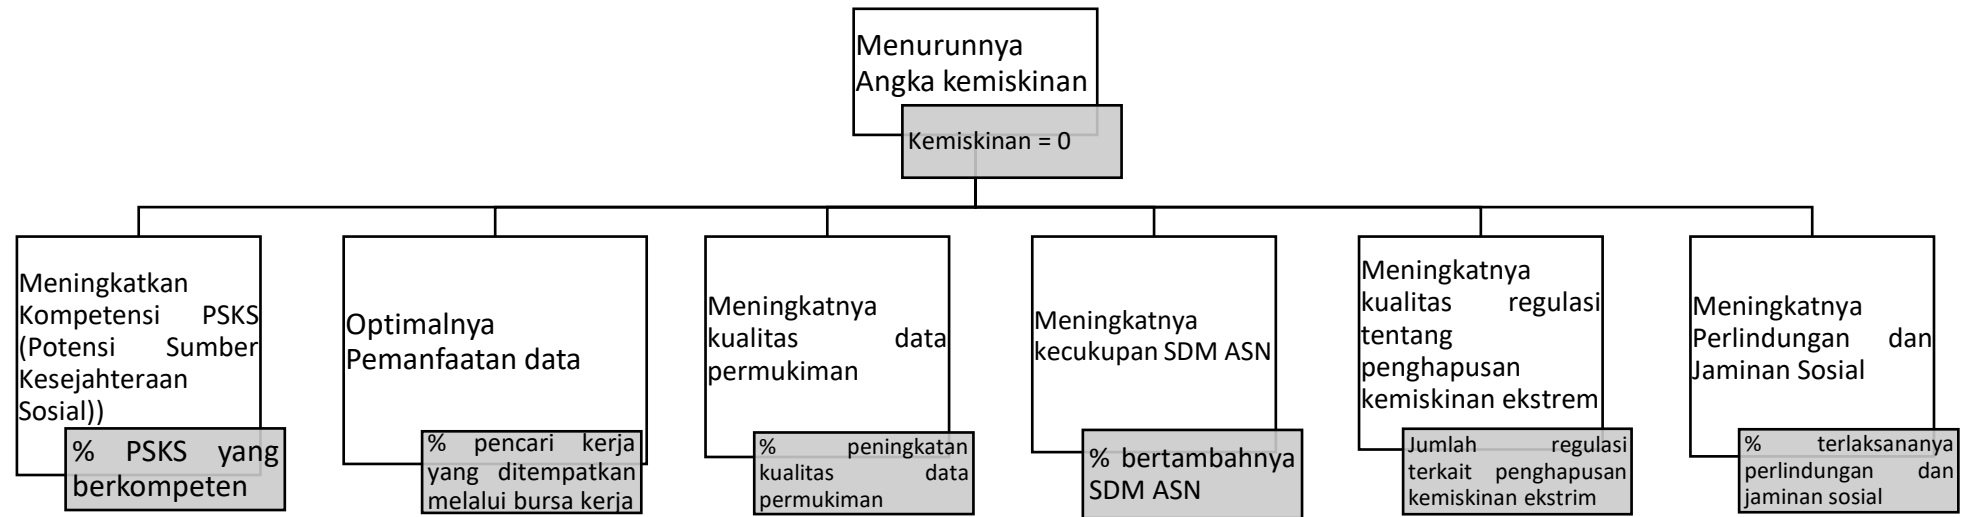 Menurunnya
Angka kemiskinan
Kemiskinan = 0
Meningkatkan
Kompetensi PSKS
(Potensi Sumber
Kesejahteraan
Sosial))
% PSKS yang
berkompeten
Optimalnya
Pemanfaatan data
% pencari kerja
yang ditempatkan
melalui bursa kerja
Meningkatnya
kualitas data
permukiman
% peningkatan
kualitas data
permukiman
Meningkatnya
kecukupan SDM ASN
% bertambahnya
SDM ASN
Meningkatnya
kualitas regulasi
tentang
penghapusan
kemiskinan ekstrem
Jumlah regulasi
terkait penghapusan
kemiskinan ekstrim
Meningkatnya
Perlindungan dan
Jaminan Sosial
% terlaksananya
perlindungan dan
jaminan sosial